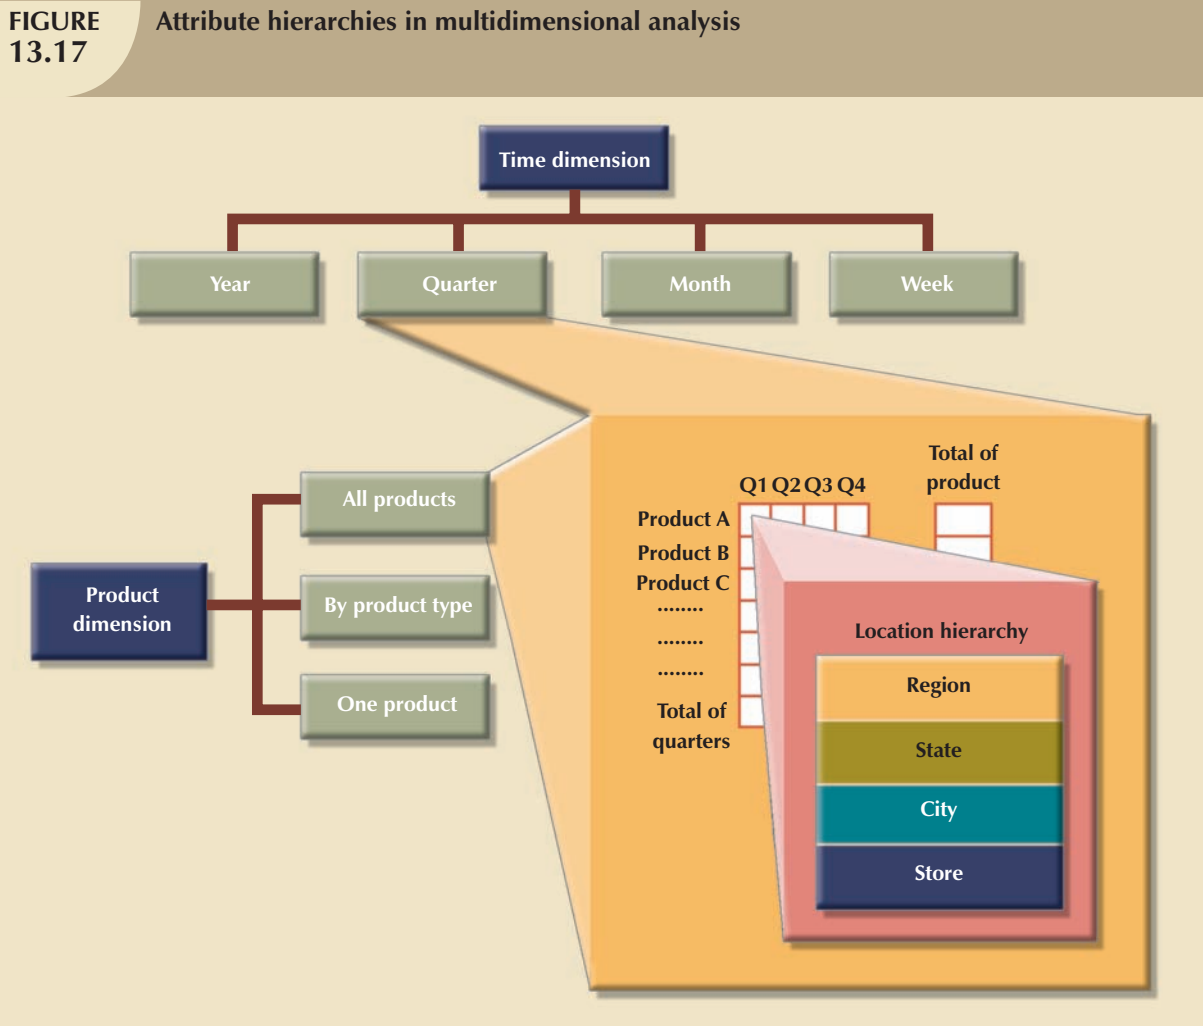 FIGURE
13.17
Attribute hierarchies in multidimensional analysis
Time dimension
Year
Quarter
Month
Week
Product
dimension
All products
By product type
One product
Q1 Q2 Q3 Q4
Total of
product
Product A
Product B
Product C
........
........
........
Total of
quarters
Location hierarchy
Region
State
City
Store